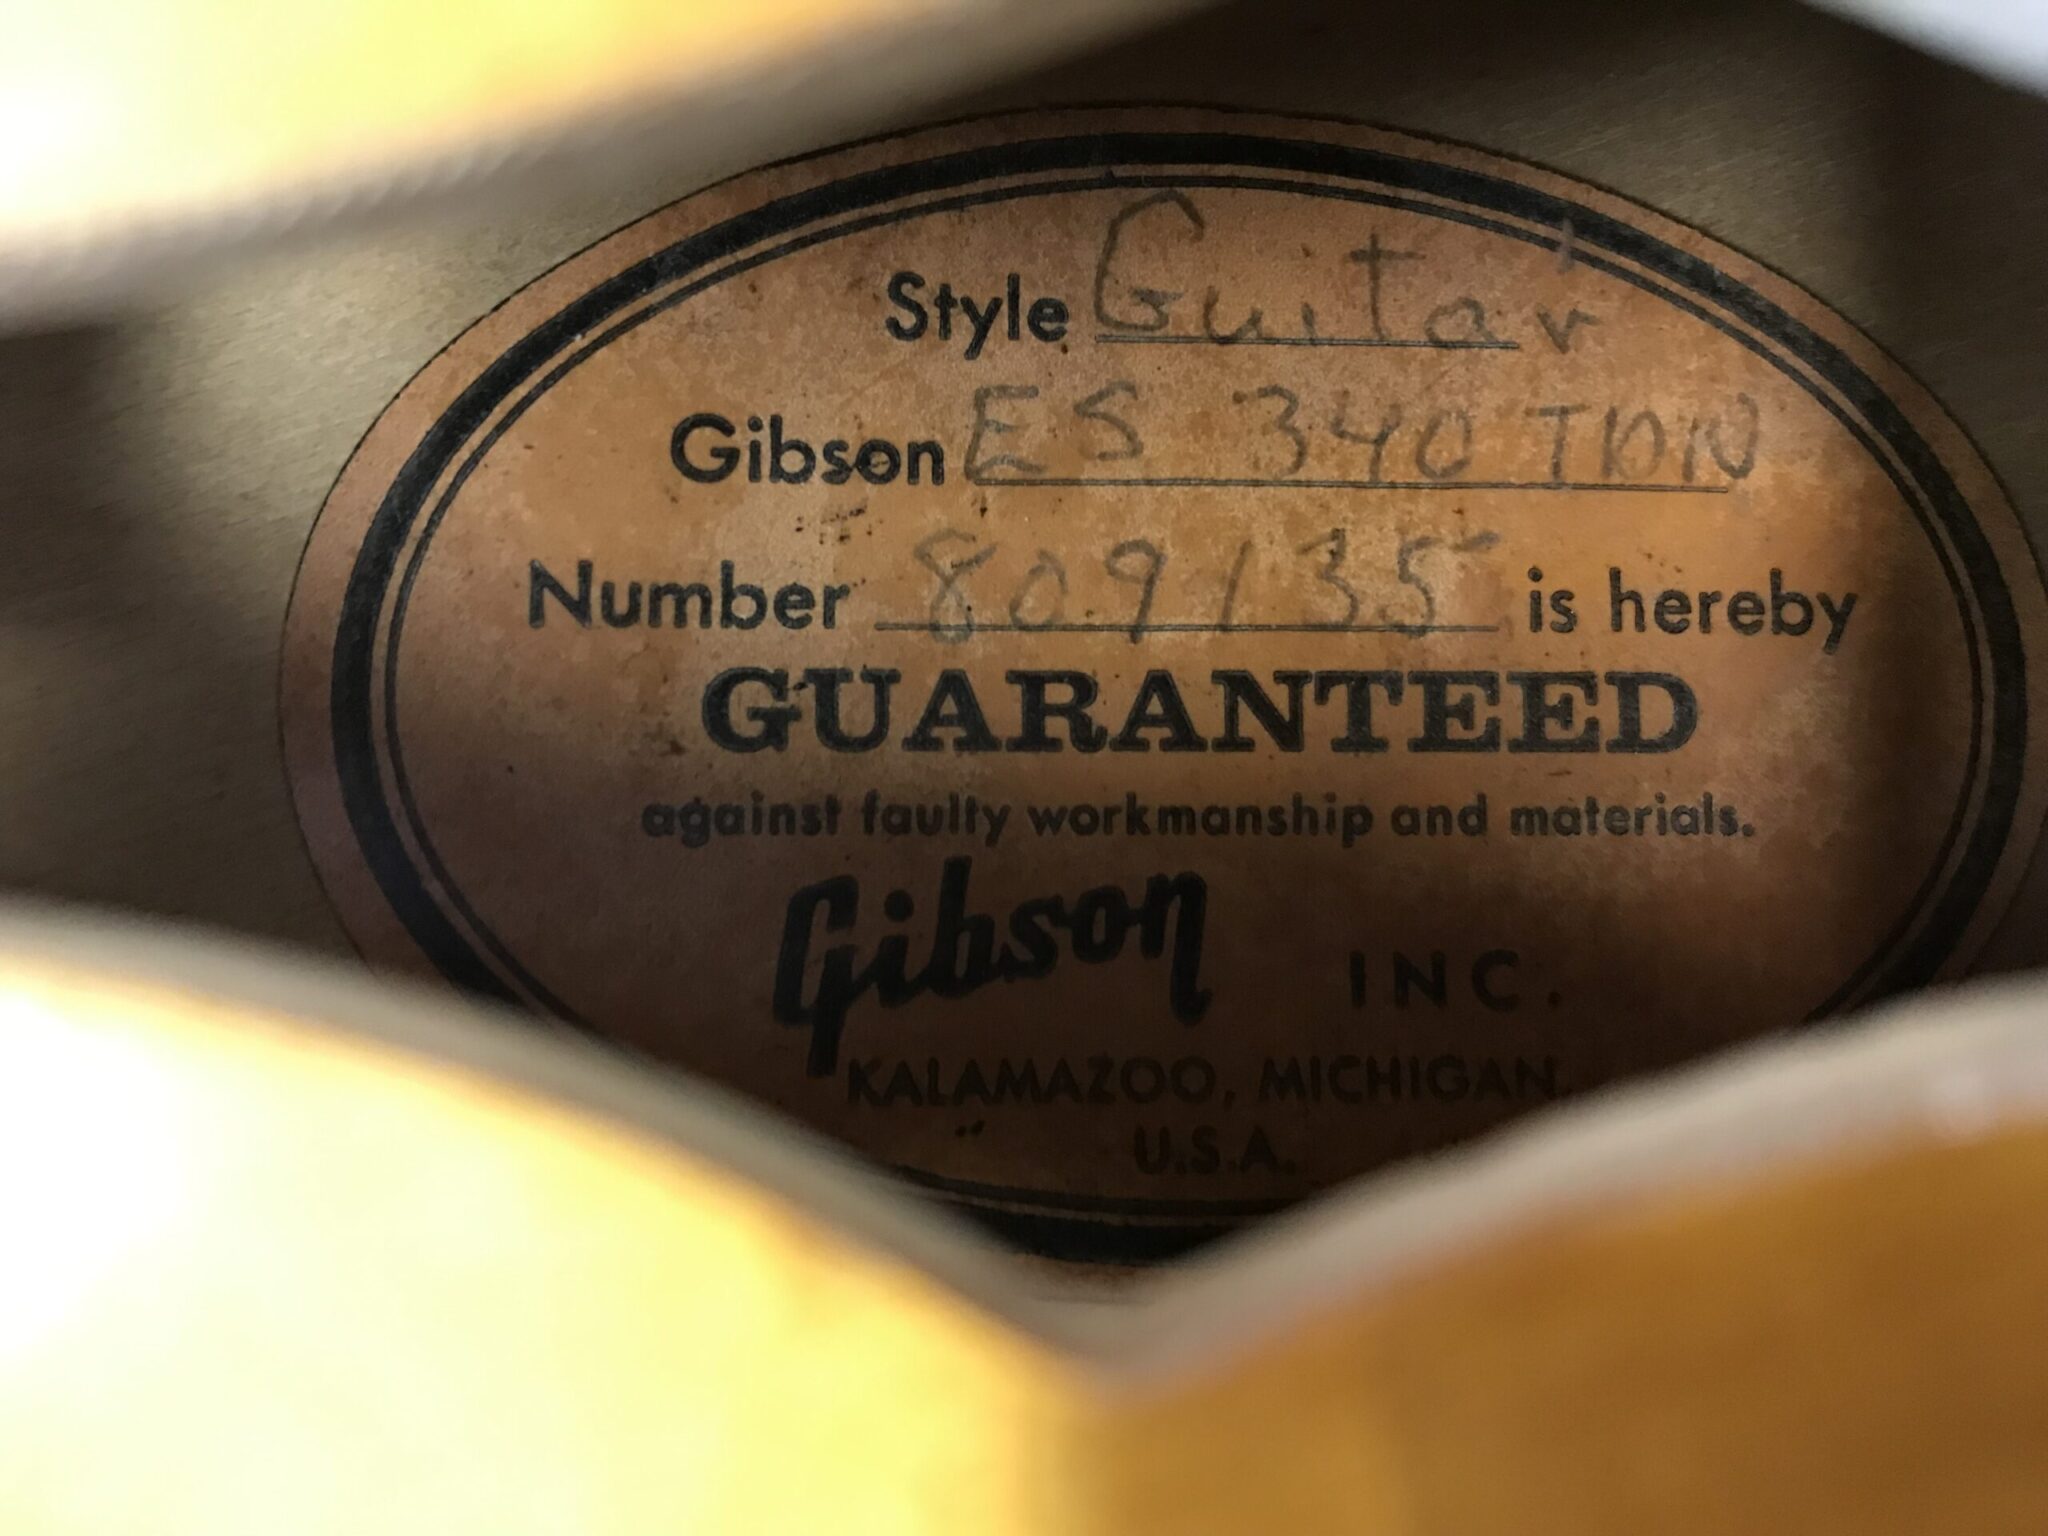 Style Guitar
Gibson ES 340 TDN
Number 809135 is hereby
GUARANTEED
against faulty workmanship and materials.
Gibson INC.
KALAMAZOO, MICHIGAN.
U.S.A.